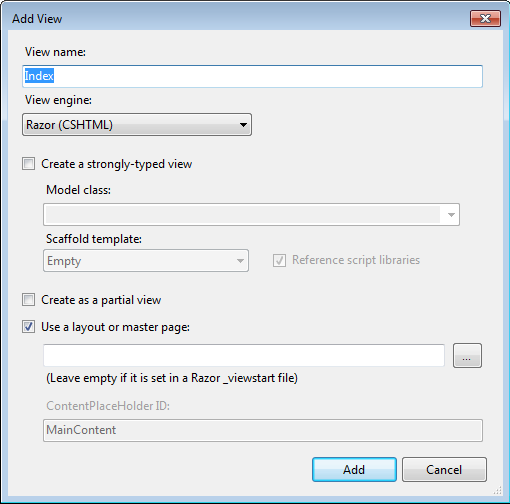 Add View
View name:
Index
View engine:
Razor (CSHTML)
Create a strongly-typed view
Model class:
Scaffold template:
Empty
Reference script libraries
Create as a partial view
Use a layout or master page:
...
(Leave empty if it is set in a Razor _viewstart file)
ContentPlaceHolder ID:
MainContent
Add
Cancel